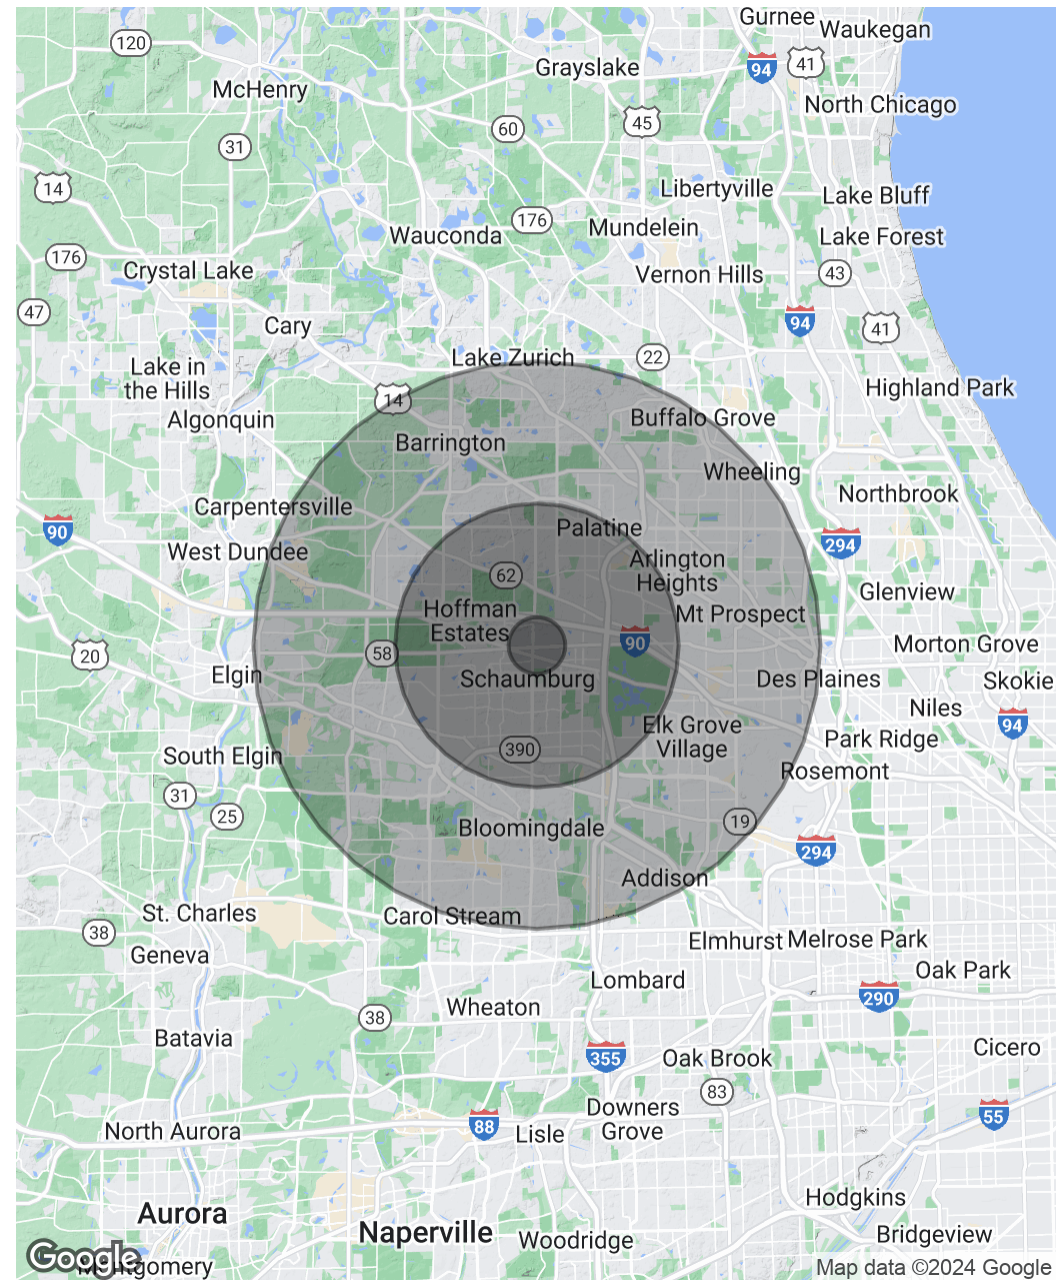 Gurnee
Waukegan
120
Grayslake
94
41
McHenry
North Chicago
60
45
31
14
Libertyville
Lake Bluff
176
Mundelein
Wauconda
Lake Forest
176
Crystal Lake
Vernon Hills
43
47
Cary
94
41
Lake Zurich
22
Lake in
the Hills
14
Highland Park
Algonquin
Buffalo Grove
Barrington
Wheeling
Northbrook
Carpentersville
90
Palatine
294
West Dundee
Arlington
Heights
62
Glenview
Hoffman
Estates
Mt Prospect
90
Morton Grove
20
58
Elgin
Schaumburg
Des Plaines
Skokie
Niles
94
Elk Grove
Village
Park Ridge
390
South Elgin
Rosemont
31
25
19
Bloomingdale
294
Addison
St. Charles
Carol Stream
38
Elmhurst
Melrose Park
Geneva
Oak Park
Lombard
290
Wheaton
38
Batavia
Cicero
355
Oak Brook
83
Downers
Grove
55
88
North Aurora
Lisle
Hodgkins
Aurora
Naperville
Woodridge
Bridgeview
Google
Montgomery
Map data ©2024 Google